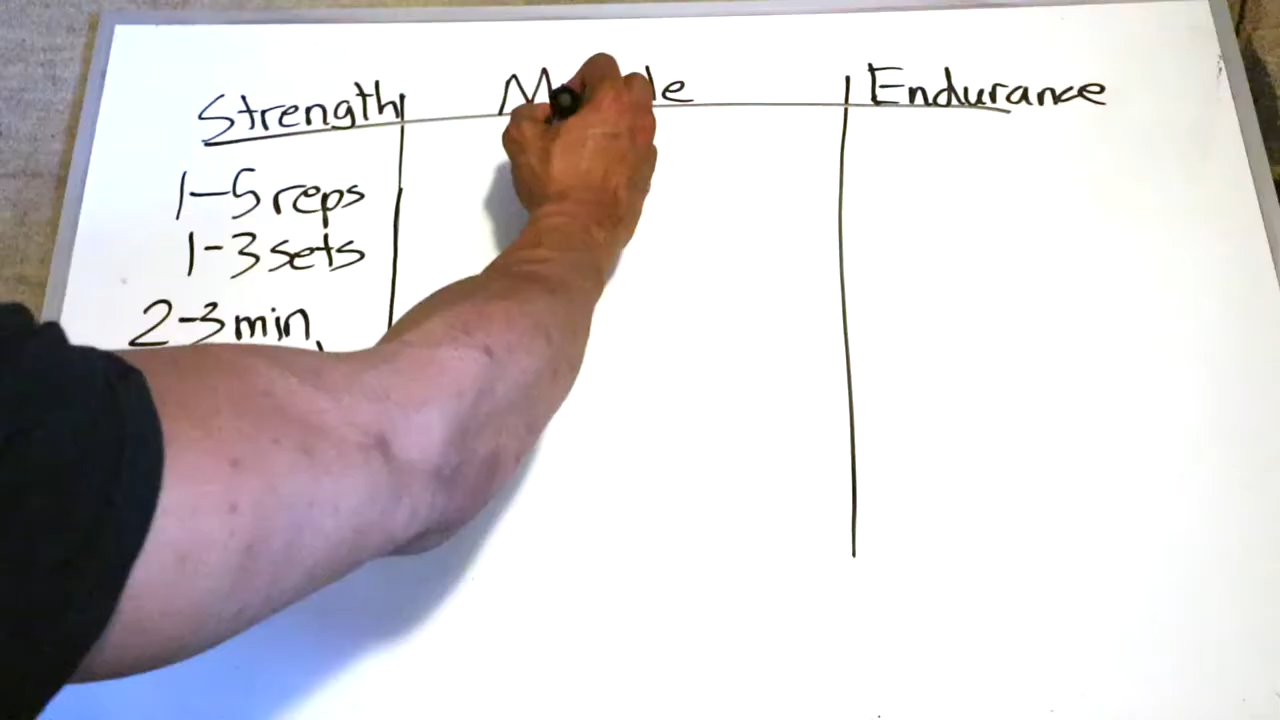 Strength
1-5 reps
1-3 sets
2-3 min
Endurance